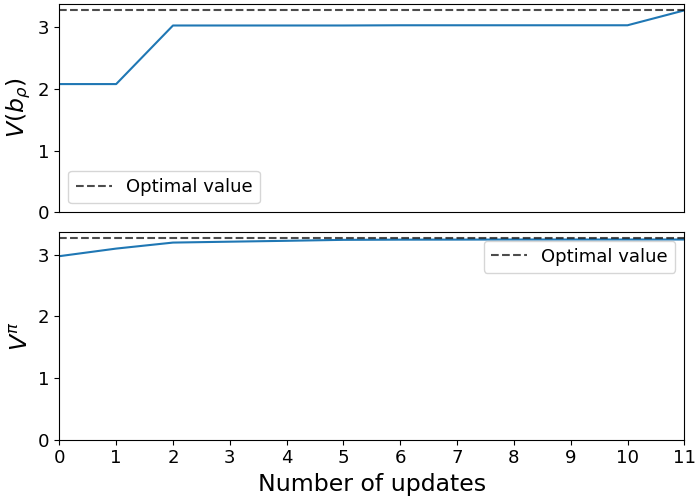 3
2
1
0
V(b_ρ)
Optimal value
3
2
1
0
V^π
Optimal value
0 1 2 3 4 5 6 7 8 9 10 11
Number of updates